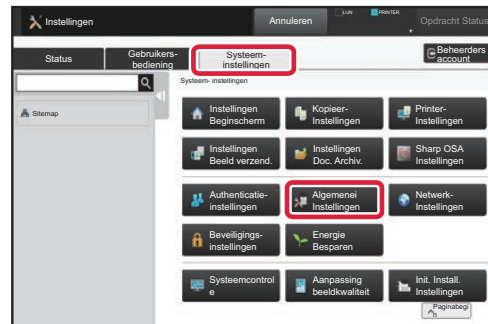 Instellingen
Annuleren
LIJN
PRINTER
Opdracht Status
Status
Gebruikers-
bediening
Systeem-
instellingen
Beheerders
account
Systeem- instellingen
Sitemap
Instellingen
Beginscherm
Kopieer-
Instellingen
Printer-
Instellingen
Instellingen
Beeld verzend.
Instellingen
Doc. Archiv.
Sharp OSA
Instellingen
Authenticatie-
instellingen
Algemenei
Instellingen
Netwerk-
Instellingen
Beveiligings-
instellingen
Energie
Besparen
Systeemcontrol
e
Aanpassing
beeldkwaliteit
Init. Install.
Instellingen
Paginabegi
n